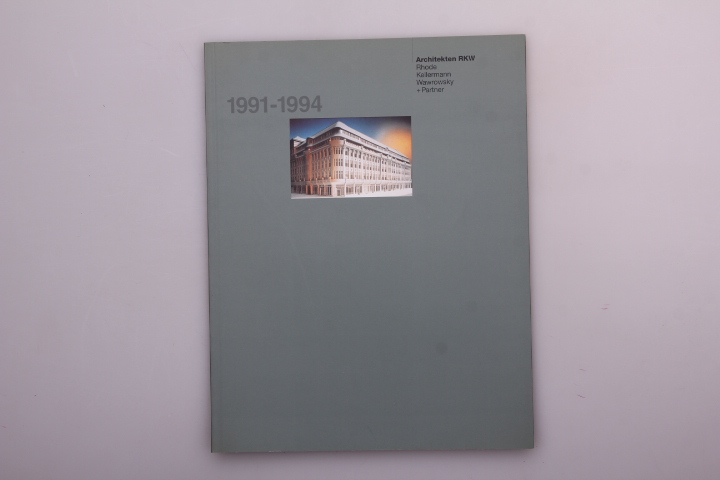 Architekten RKW
Rhode
Kellermann
Wawrowsky
+ Partner
1991-1994